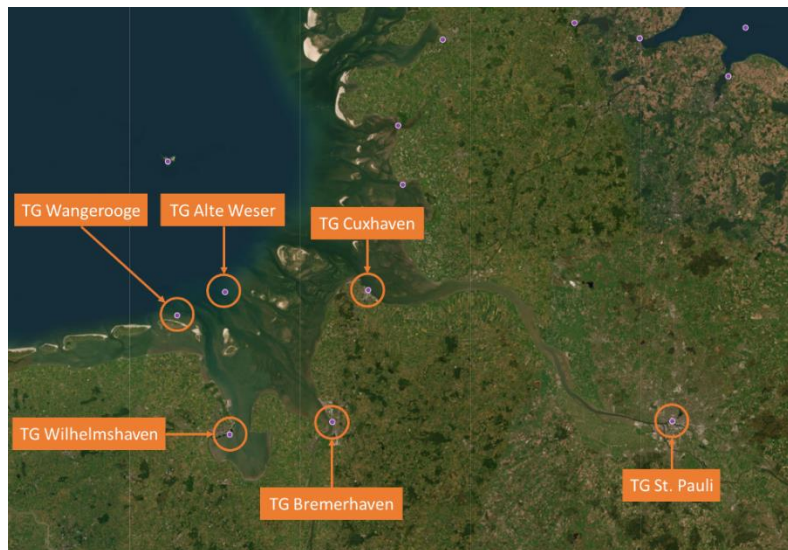 TG Wangerooge
TG Alte Weser
TG Cuxhaven
TG Wilhelmshaven
TG Bremerhaven
TG St. Pauli